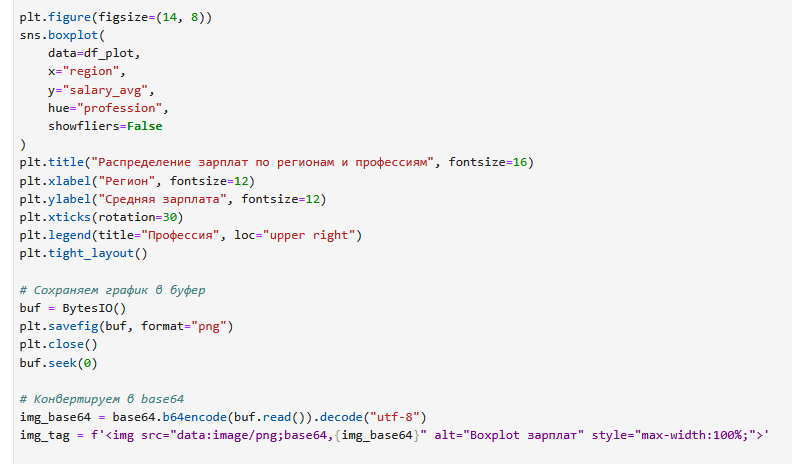 plt.figure(figsize=(14, 8))
sns.boxplot(
    data=df_plot,
    x="region",
    y="salary_avg",
    hue="profession",
    showfliers=False
)
plt.title("Распределение зарплат по регионам и профессиям", fontsize=16)
plt.xlabel("Регион", fontsize=12)
plt.ylabel("Средняя зарплата", fontsize=12)
plt.xticks(rotation=30)
plt.legend(title="Профессия", loc="upper right")
plt.tight_layout()

# Сохраняем график в буфер
buf = BytesIO()
plt.savefig(buf, format="png")
plt.close()
buf.seek(0)

# Конвертируем в base64
img_base64 = base64.b64encode(buf.read()).decode("utf-8")
img_tag = f'<img src="data:image/png;base64,{img_base64}" alt="Boxplot зарплат" style="max-width:100%;">'